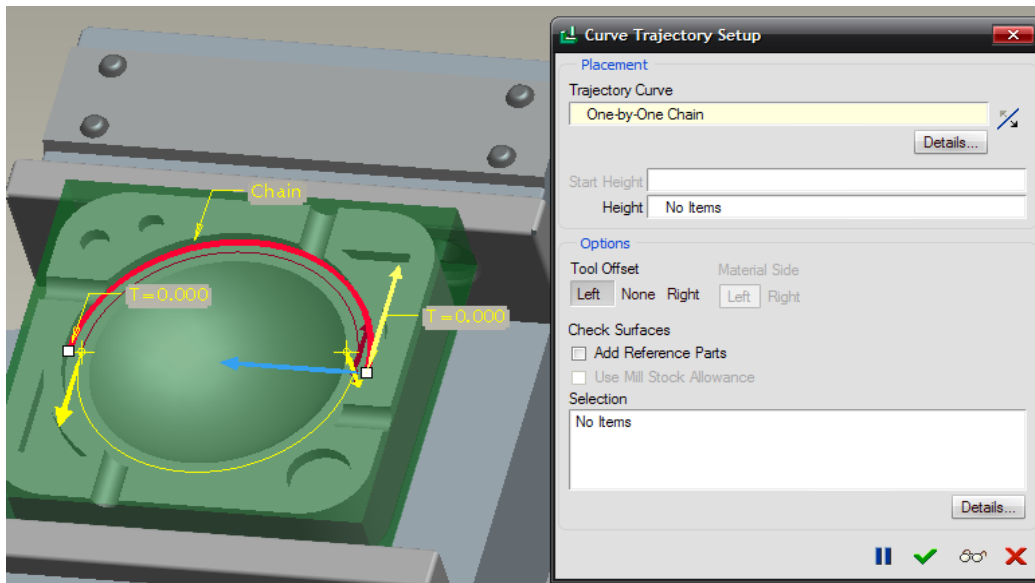 Chain
T=0.000
T=0.000
Curve Trajectory Setup
Placement
Trajectory Curve
One-by-One Chain
Details...
Start Height
Height No Items
Options
Tool Offset Material Side
Left None Right Left Right
Check Surfaces
Add Reference Parts
Use Mill Stock Allowance
Selection
No Items
Details...